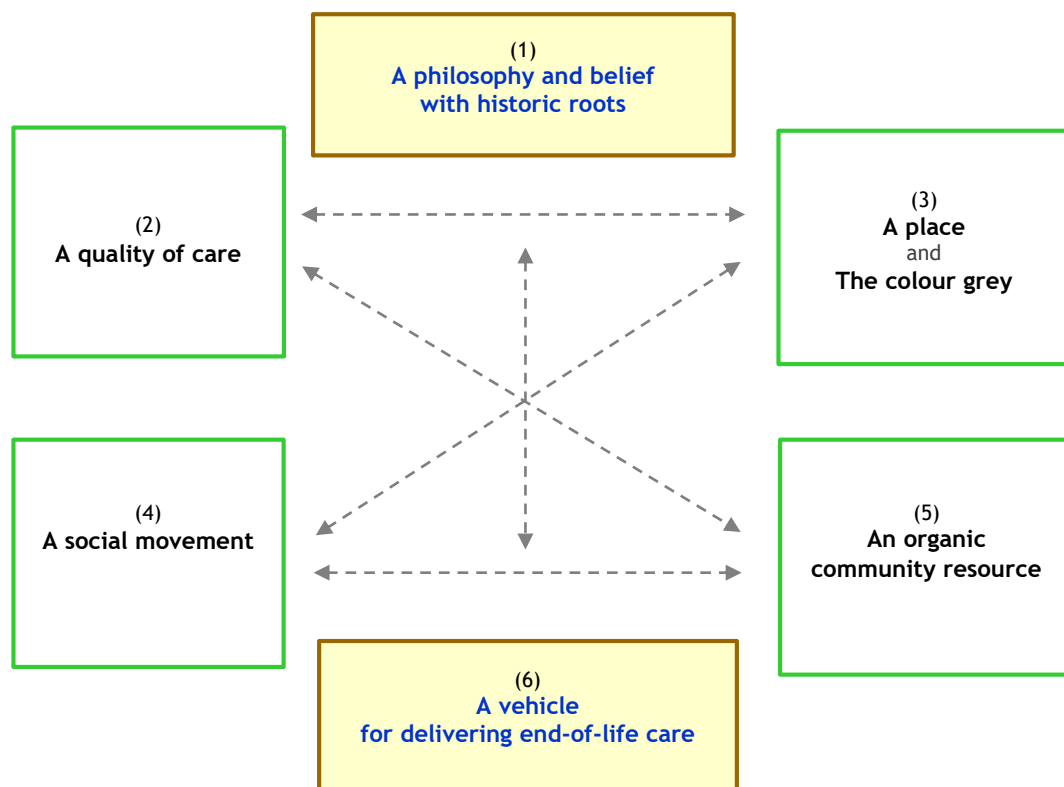 (1)
A philosophy and belief
with historic roots
(2)
A quality of care
(3)
A place
and
The colour grey
(4)
A social movement
(5)
An organic
community resource
(6)
A vehicle
for delivering end-of-life care